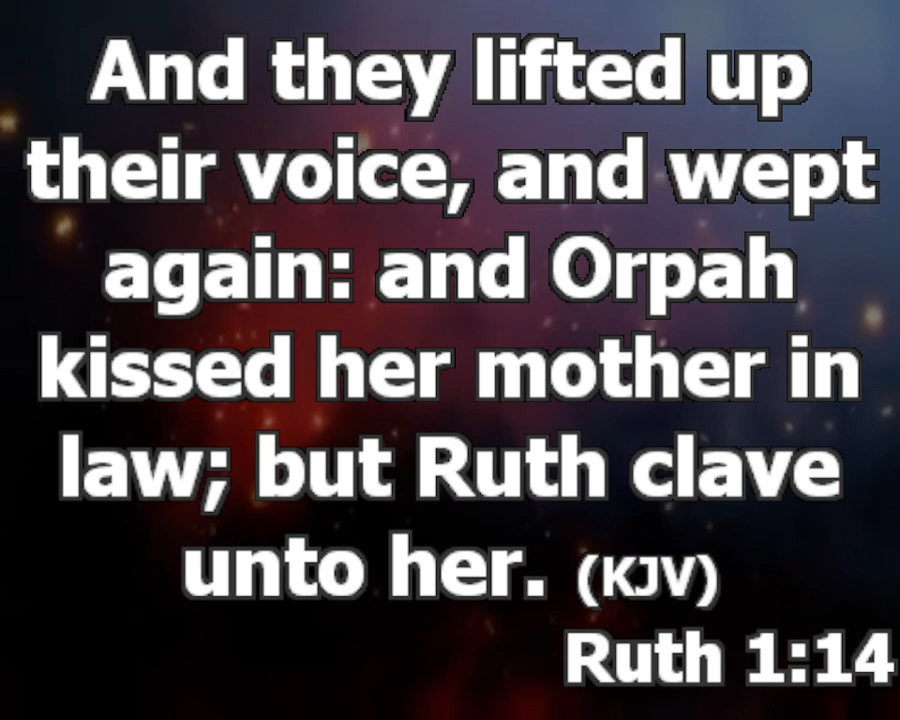 And they lifted up
their voice, and wept
again: and Orpah
kissed her mother in
law; but Ruth clave
unto her. (KJV)
Ruth 1:14